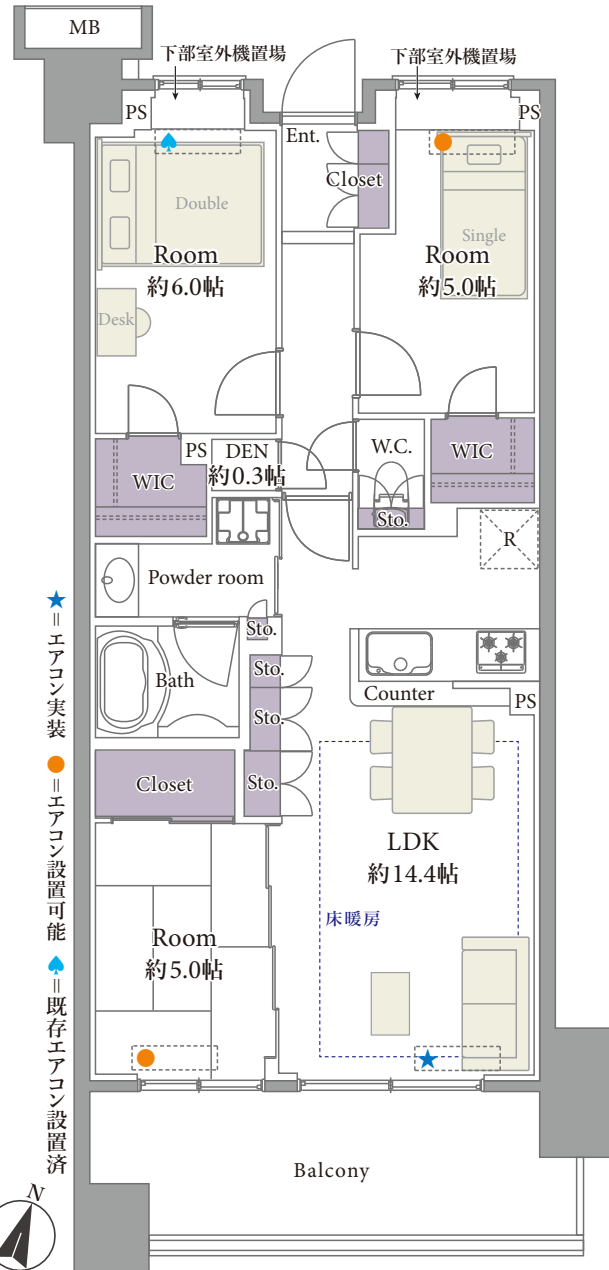 MB
下部室外機置場
下部室外機置場
PS
Ent.
PS
Closet
Double
Single
Room
約6.0帖
Room
約5.0帖
Desk
WIC
PS
DEN
約0.3帖
W.C.
WIC
Sto.
R
Powder room
Sto.
Bath
Sto.
Sto.
Counter
PS
Closet
Sto.
LDK
約14.4帖
床暖房
Room
約5.0帖
★=エアコン実装 ●=エアコン設置可能 ♠=既存エアコン設置済
Balcony
N